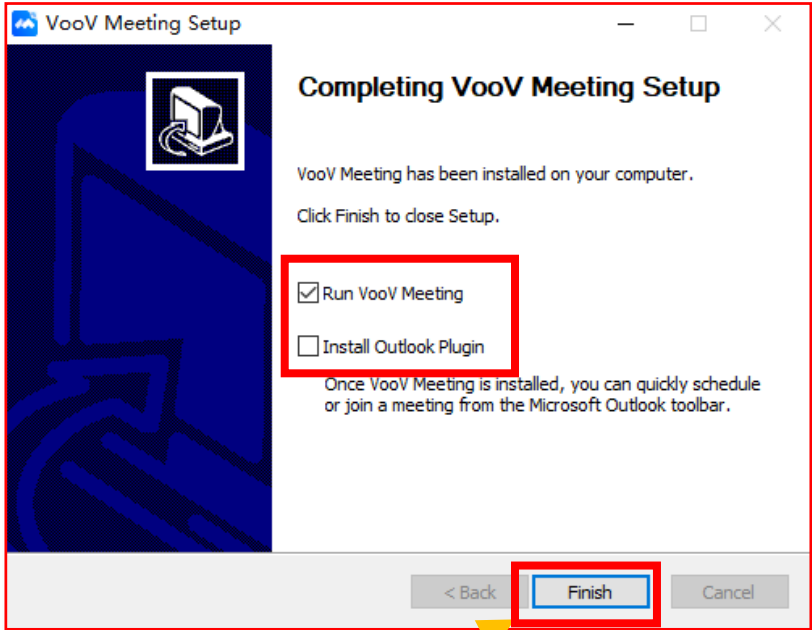 VooV Meeting Setup
Completing VooV Meeting Setup
VooV Meeting has been installed on your computer.
Click Finish to close Setup.
Run VooV Meeting
Install Outlook Plugin
Once VooV Meeting is installed, you can quickly schedule
or join a meeting from the Microsoft Outlook toolbar.
< Back
Finish
Cancel